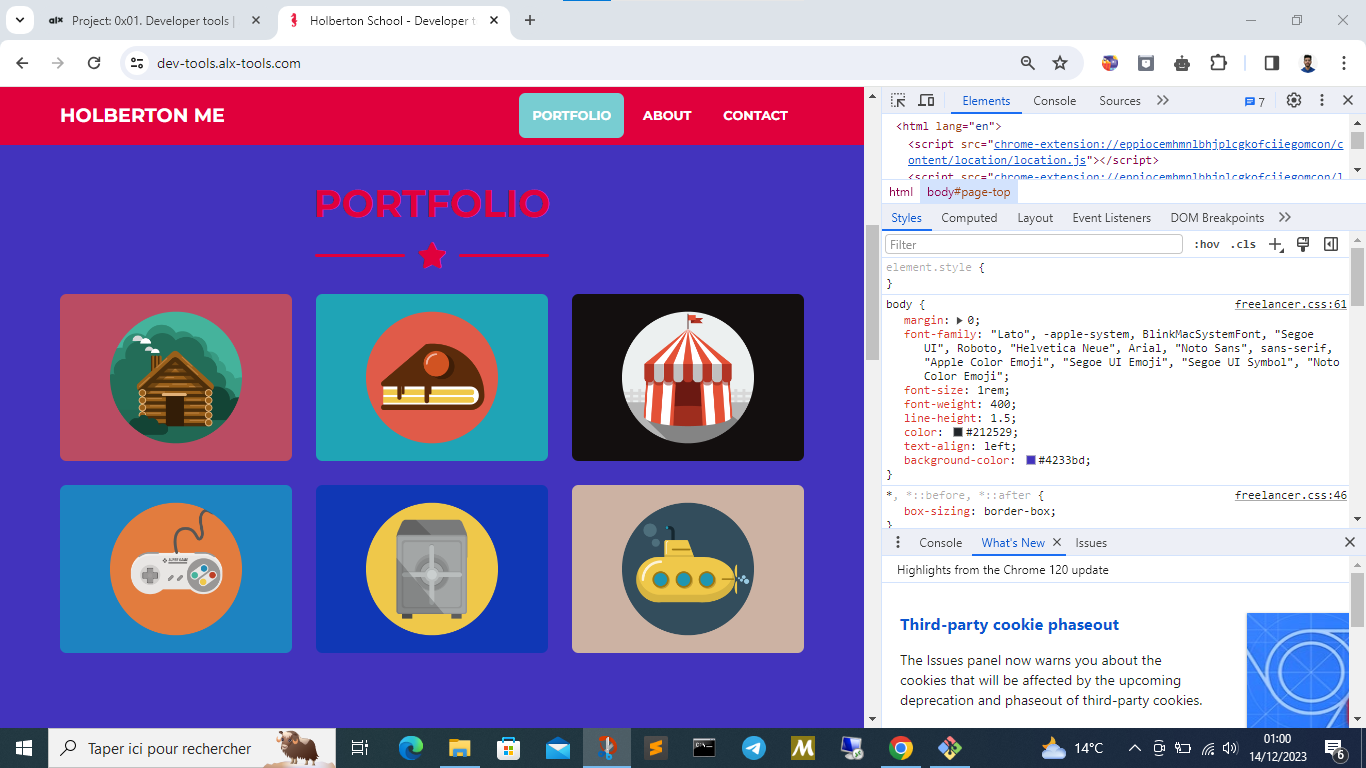 alx Project: 0x01. Developer tools |
Holberton School - Developer t
dev-tools.alx-tools.com
HOLBERTON ME
PORTFOLIO
ABOUT
CONTACT
PORTFOLIO
Elements
Console
Sources
7
<html lang="en">
<script src="chrome-extension://eppiocemhmnlbhjplcgkofciiegomcon/c
ontent/location/location.js"></script>
<script src="chrome-extension://eppiocemhmnlbhjplcgkofciiegomcon/l
html
body#page-top
Styles
Computed
Layout
Event Listeners
DOM Breakpoints
Filter
:hov
.cls
element.style {
}
body {
freelancer.css:61
margin: 0;
font-family: "Lato", -apple-system, BlinkMacSystemFont, "Segoe
UI", Roboto, "Helvetica Neue", Arial, "Noto Sans", sans-serif,
"Apple Color Emoji", "Segoe UI Emoji", "Segoe UI Symbol", "Noto
Color Emoji";
font-size: 1rem;
font-weight: 400;
line-height: 1.5;
color: #212529;
text-align: left;
background-color: #4233bd;
}
*, *::before, *::after {
freelancer.css:46
box-sizing: border-box;
}
Console
What's New
Issues
Highlights from the Chrome 120 update
Third-party cookie phaseout
The Issues panel now warns you about the
cookies that will be affected by the upcoming
deprecation and phaseout of third-party cookies.
Taper ici pour rechercher
14°C
01:00
14/12/2023
6